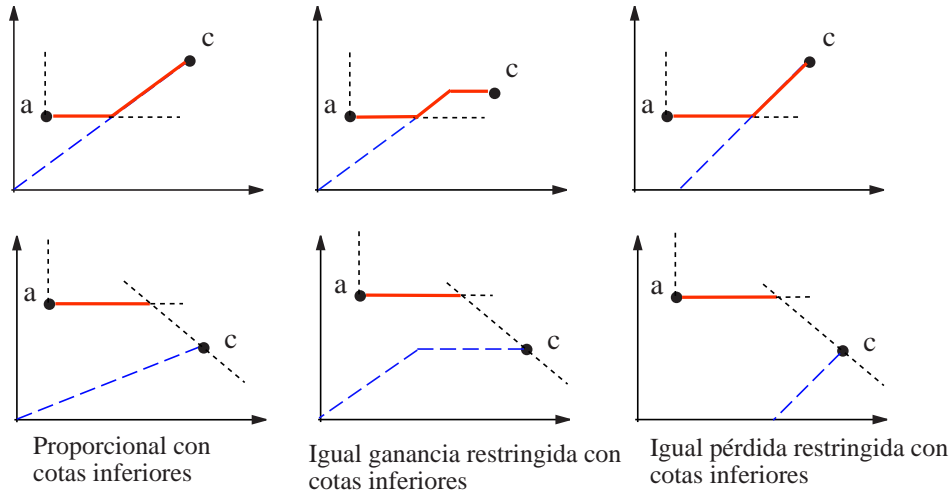 c
a
c
a
c
a
a
c
a
c
a
c
Proporcional con
cotas inferiores
Igual ganancia restringida con
cotas inferiores
Igual pérdida restringida con
cotas inferiores